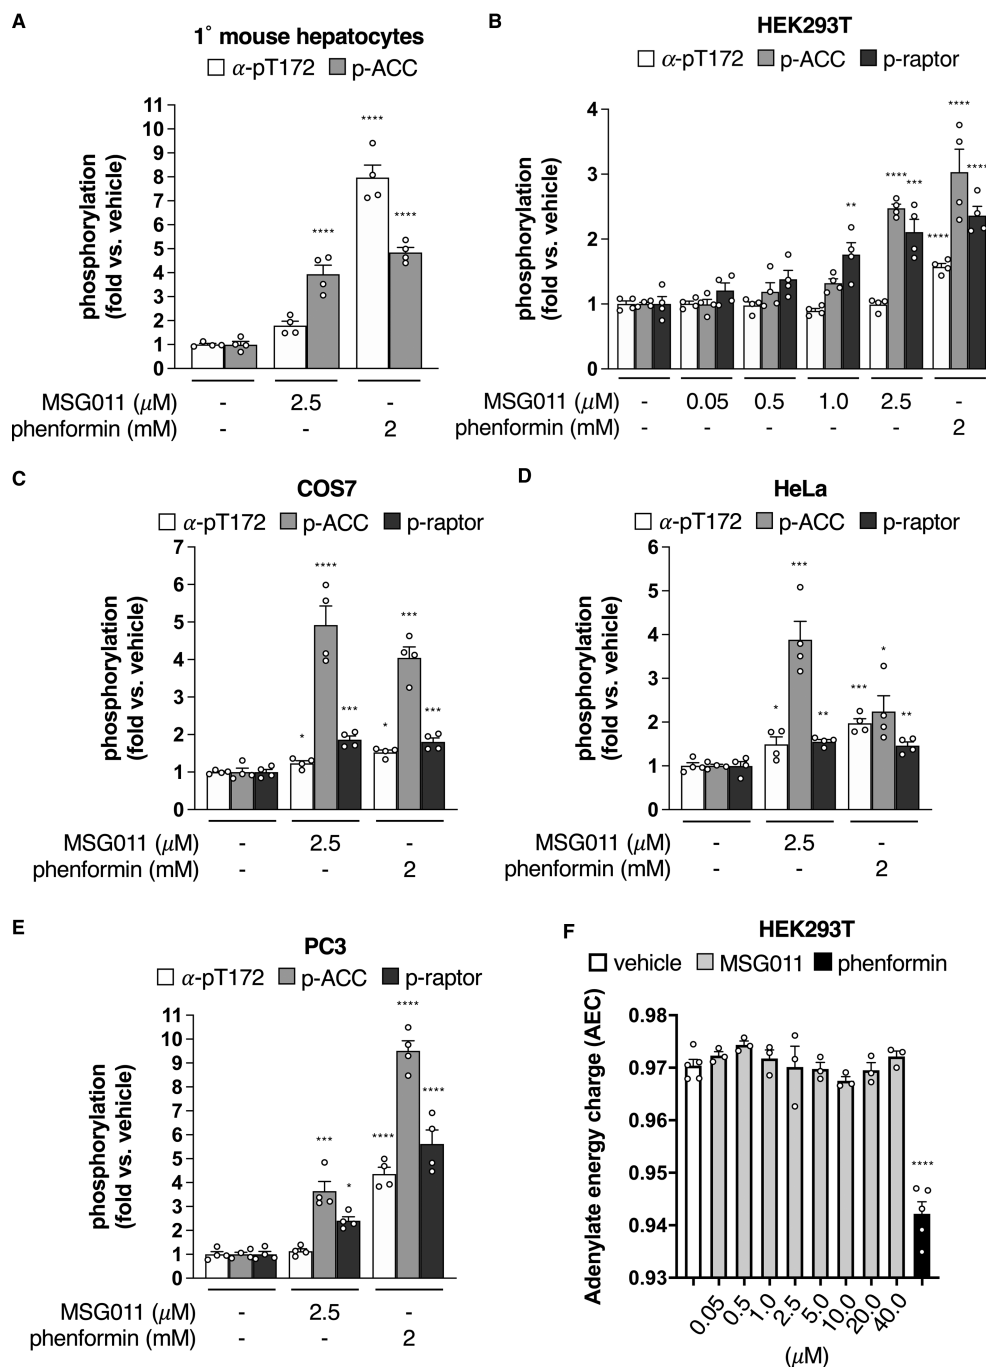 A
1° mouse hepatocytes
α-pT172 p-ACC
phosphorylation
(fold vs. vehicle)
11
10
9
8
7
6
5
4
3
2
1
0
****
****
****
MSG011 (μM) - 2.5 -
phenformin (mM) - - 2
B
HEK293T
α-pT172 p-ACC p-raptor
phosphorylation
(fold vs. vehicle)
4
3
2
1
0
**
**** ***
**** **** ****
MSG011 (μM) - 0.05 0.5 1.0 2.5 -
phenformin (mM) - - - - - 2
C
COS7
α-pT172 p-ACC p-raptor
phosphorylation
(fold vs. vehicle)
7
6
5
4
3
2
1
0
* **** ***
* *** ***
MSG011 (μM) - 2.5 -
phenformin (mM) - - 2
D
HeLa
α-pT172 p-ACC p-raptor
phosphorylation
(fold vs. vehicle)
6
5
4
3
2
1
0
* *** **
*** * **
MSG011 (μM) - 2.5 -
phenformin (mM) - - 2
E
PC3
α-pT172 p-ACC p-raptor
phosphorylation
(fold vs. vehicle)
11
10
9
8
7
6
5
4
3
2
1
0
*** *
**** **** ****
MSG011 (μM) - 2.5 -
phenformin (mM) - - 2
F
HEK293T
vehicle MSG011 phenformin
Adenylate energy charge (AEC)
0.98
0.97
0.96
0.95
0.94
0.93
****
0.05 0.5 1.0 2.5 5.0 10.0 20.0 40.0
(μM)